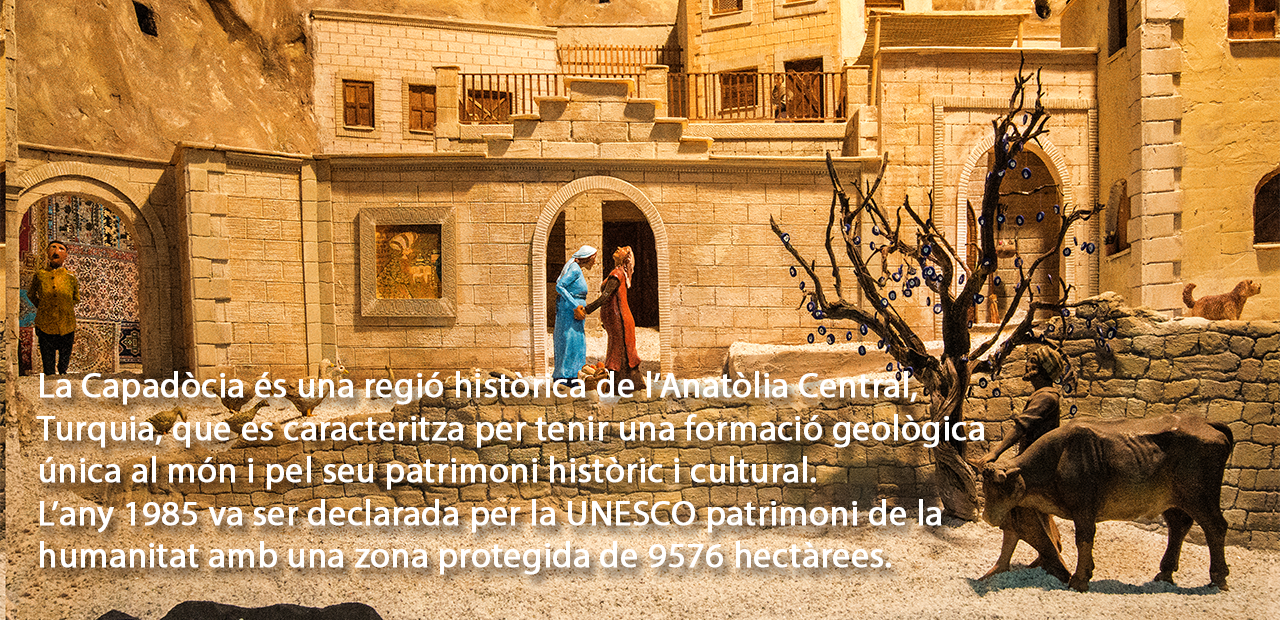 La Capadòcia és una regió històrica de l’Anatòlia Central,
Turquia, que es caracteritza per tenir una formació geològica
única al món i pel seu patrimoni històric i cultural.
L’any 1985 va ser declarada per la UNESCO patrimoni de la
humanitat amb una zona protegida de 9576 hectàrees.